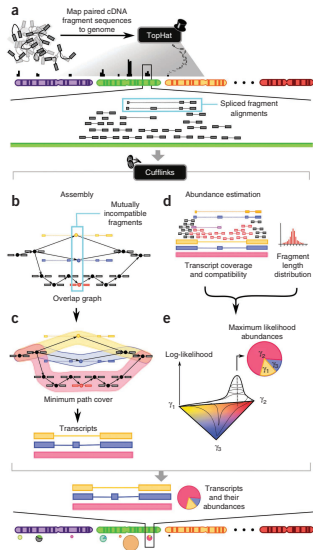 a
Map paired cDNA
fragment sequences
to genome
TopHat
Spliced fragment
alignments
Cufflinks
b
Assembly
Mutually
incompatible
fragments
Overlap graph
c
Minimum path cover
Transcripts
d
Abundance estimation
Transcript coverage
and compatibility
Fragment
length
distribution
e
Maximum likelihood
abundances
Log-likelihood
γ1
γ2
γ3
γ2
γ1
γ3
Transcripts
and their
abundances